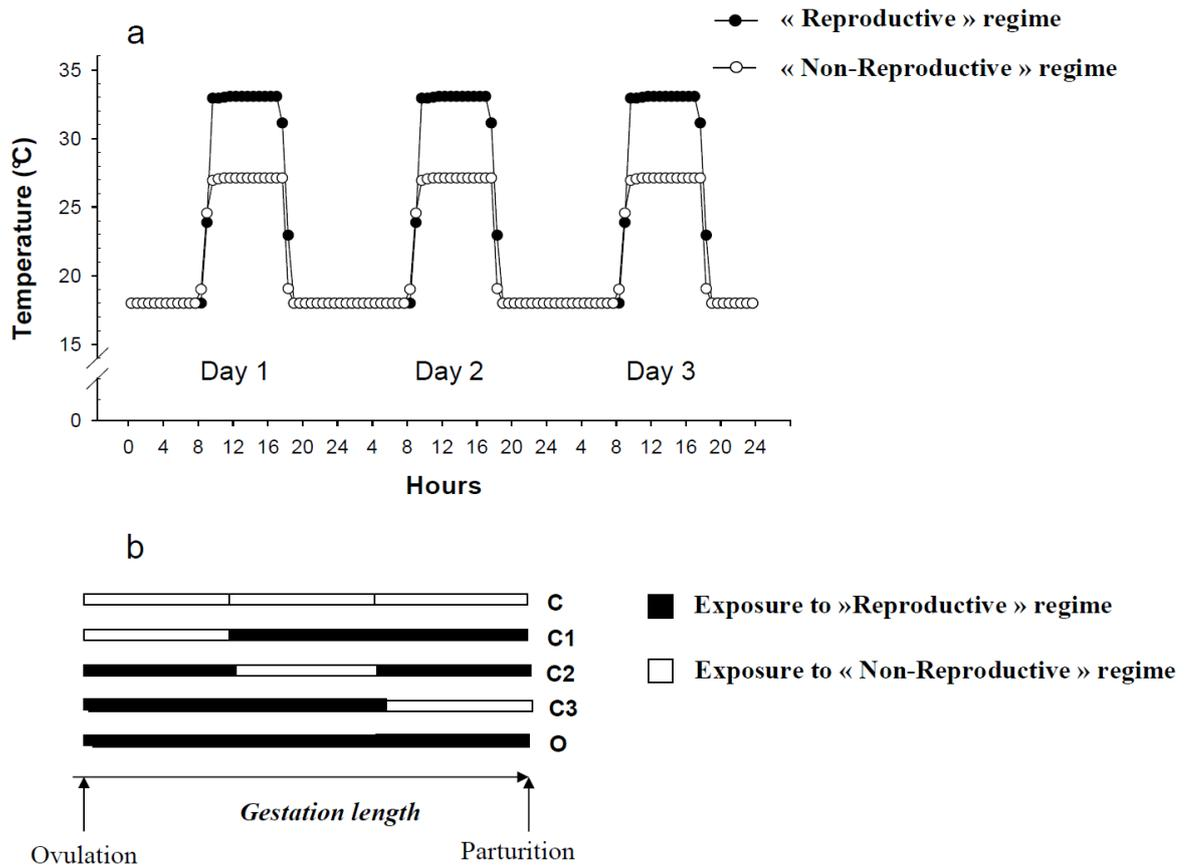 a
« Reproductive » regime
« Non-Reproductive » regime
35
30
25
20
15
0
Temperature (°C)
Day 1 Day 2 Day 3
0 4 8 12 16 20 24 4 8 12 16 20 24 4 8 12 16 20 24
Hours
b
C
C1
C2
C3
O
Exposure to »Reproductive » regime
Exposure to « Non-Reproductive » regime
Gestation length
Ovulation
Parturition